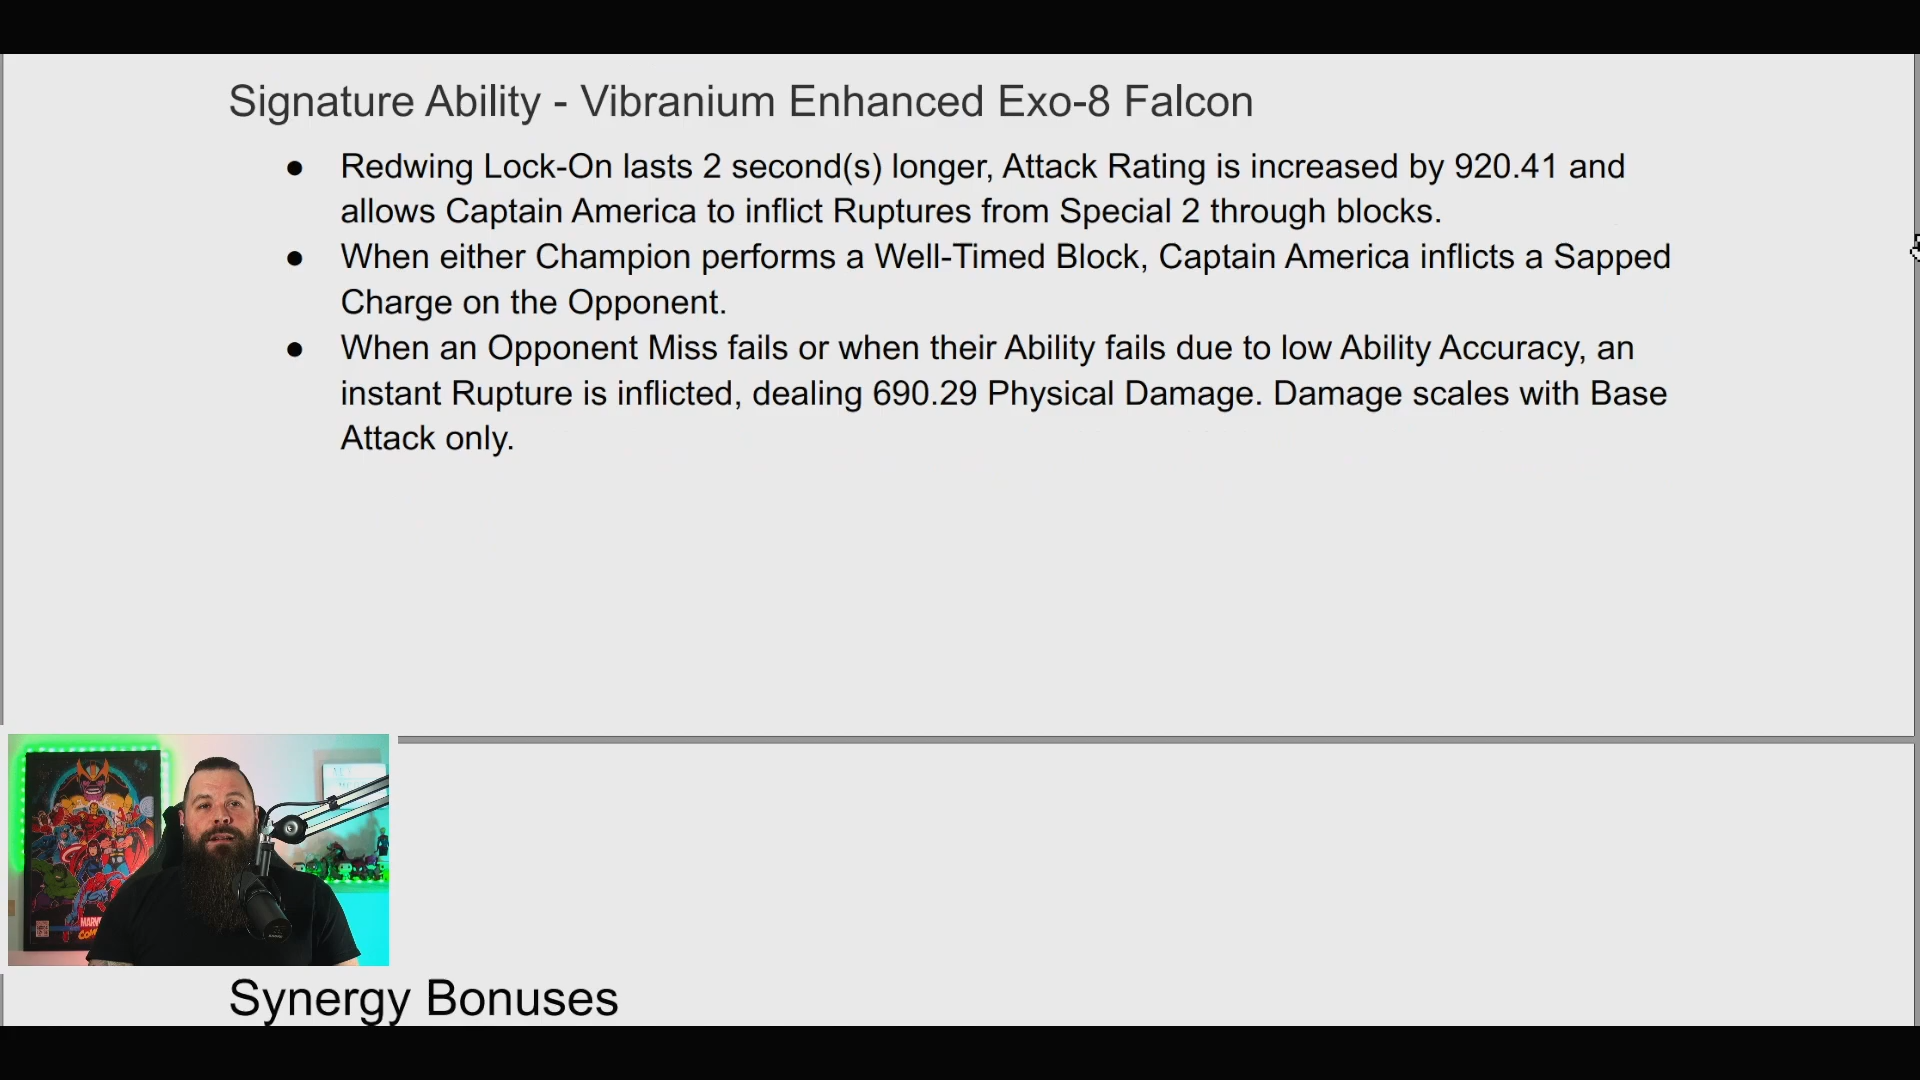 Signature Ability - Vibranium Enhanced Exo-8 Falcon
● Redwing Lock-On lasts 2 second(s) longer, Attack Rating is increased by 920.41 and
allows Captain America to inflict Ruptures from Special 2 through blocks.
● When either Champion performs a Well-Timed Block, Captain America inflicts a Sapped
Charge on the Opponent.
● When an Opponent Miss fails or when their Ability fails due to low Ability Accuracy, an
instant Rupture is inflicted, dealing 690.29 Physical Damage. Damage scales with Base
Attack only.
Synergy Bonuses